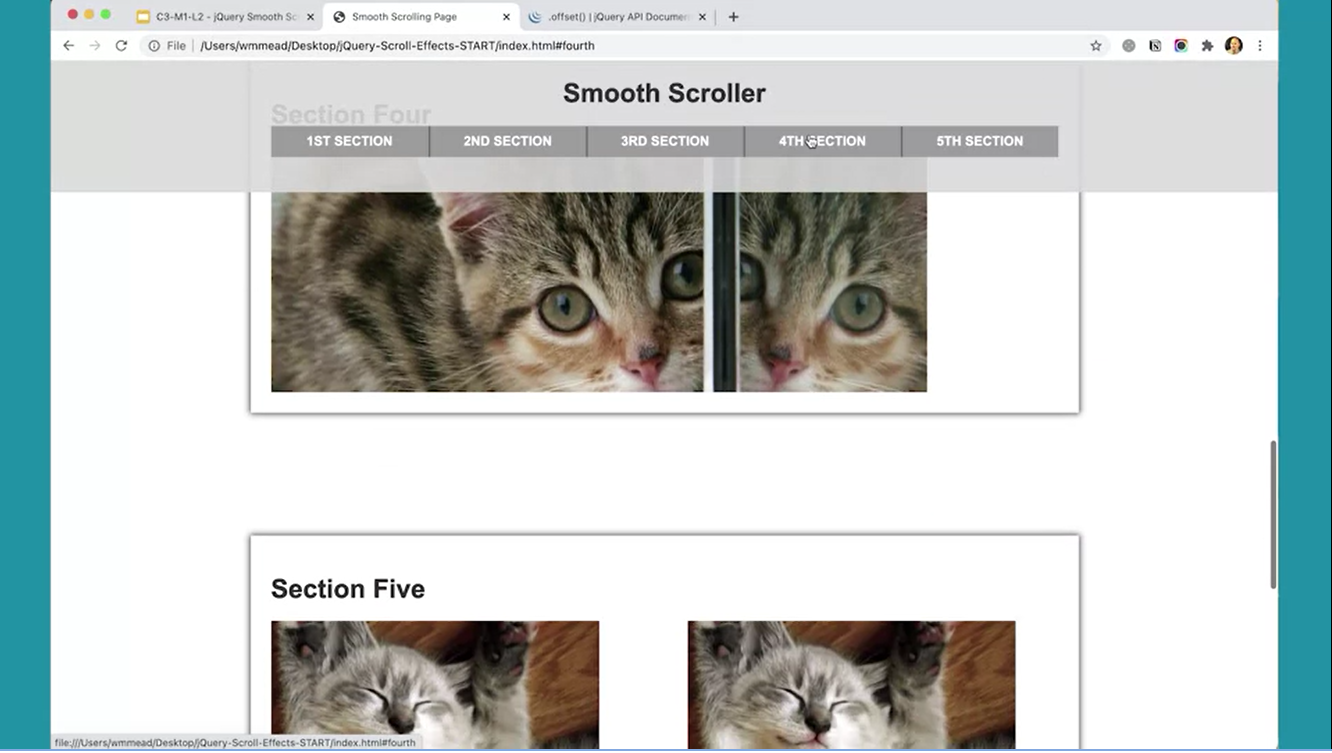 C3-M1-L2 - jQuery Smooth Sc
Smooth Scrolling Page
.offset() | jQuery API Documen
File
/Users/wmmead/Desktop/jQuery-Scroll-Effects-START/index.html#fourth
Smooth Scroller
Section Four
1ST SECTION
2ND SECTION
3RD SECTION
4TH SECTION
5TH SECTION
Section Five
file:///Users/wmmead/Desktop/jQuery-Scroll-Effects-START/index.html#fourth